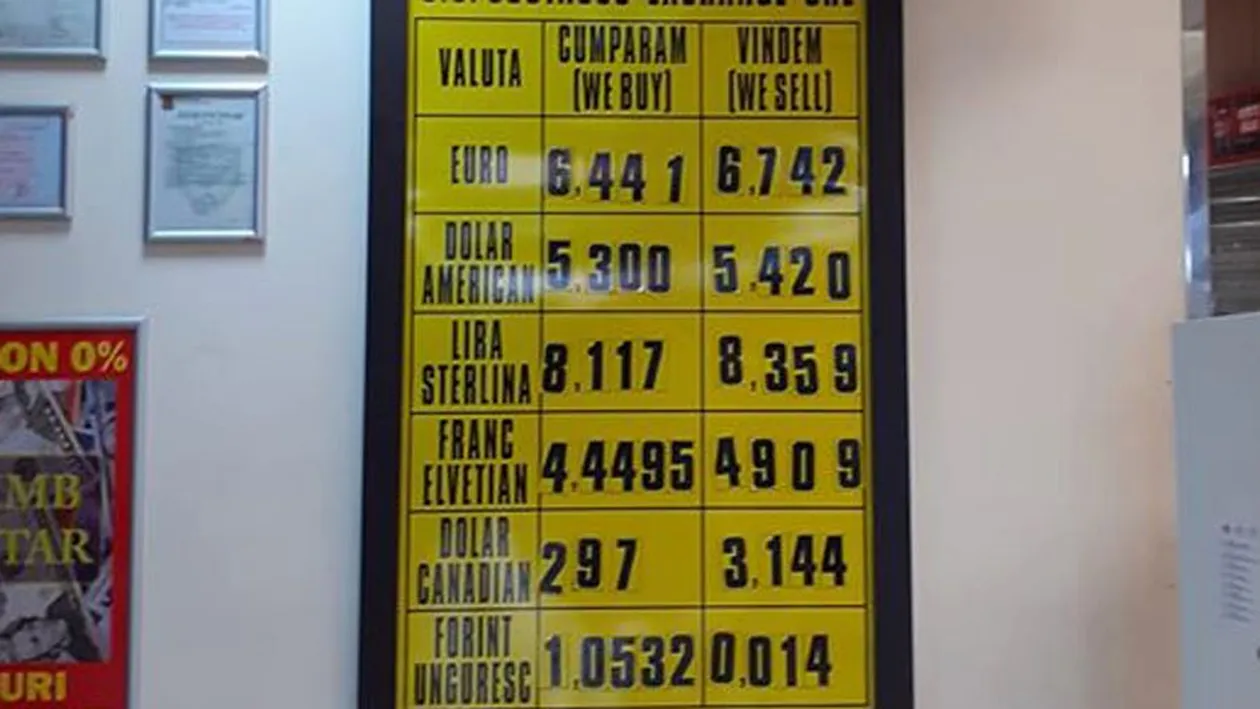 VALUTA CUMPARAM (WE BUY) VINDEM (WE SELL)
EURO 6,441 6,742
DOLAR AMERICAN 5,300 5,420
LIRA STERLINA 8,117 8,359
FRANC ELVETIAN 4,4495 4909
DOLAR CANADIAN 297 3,144
FORINT UNGURESC 1,0532 0,014
ON 0%
MB
TAR
URI